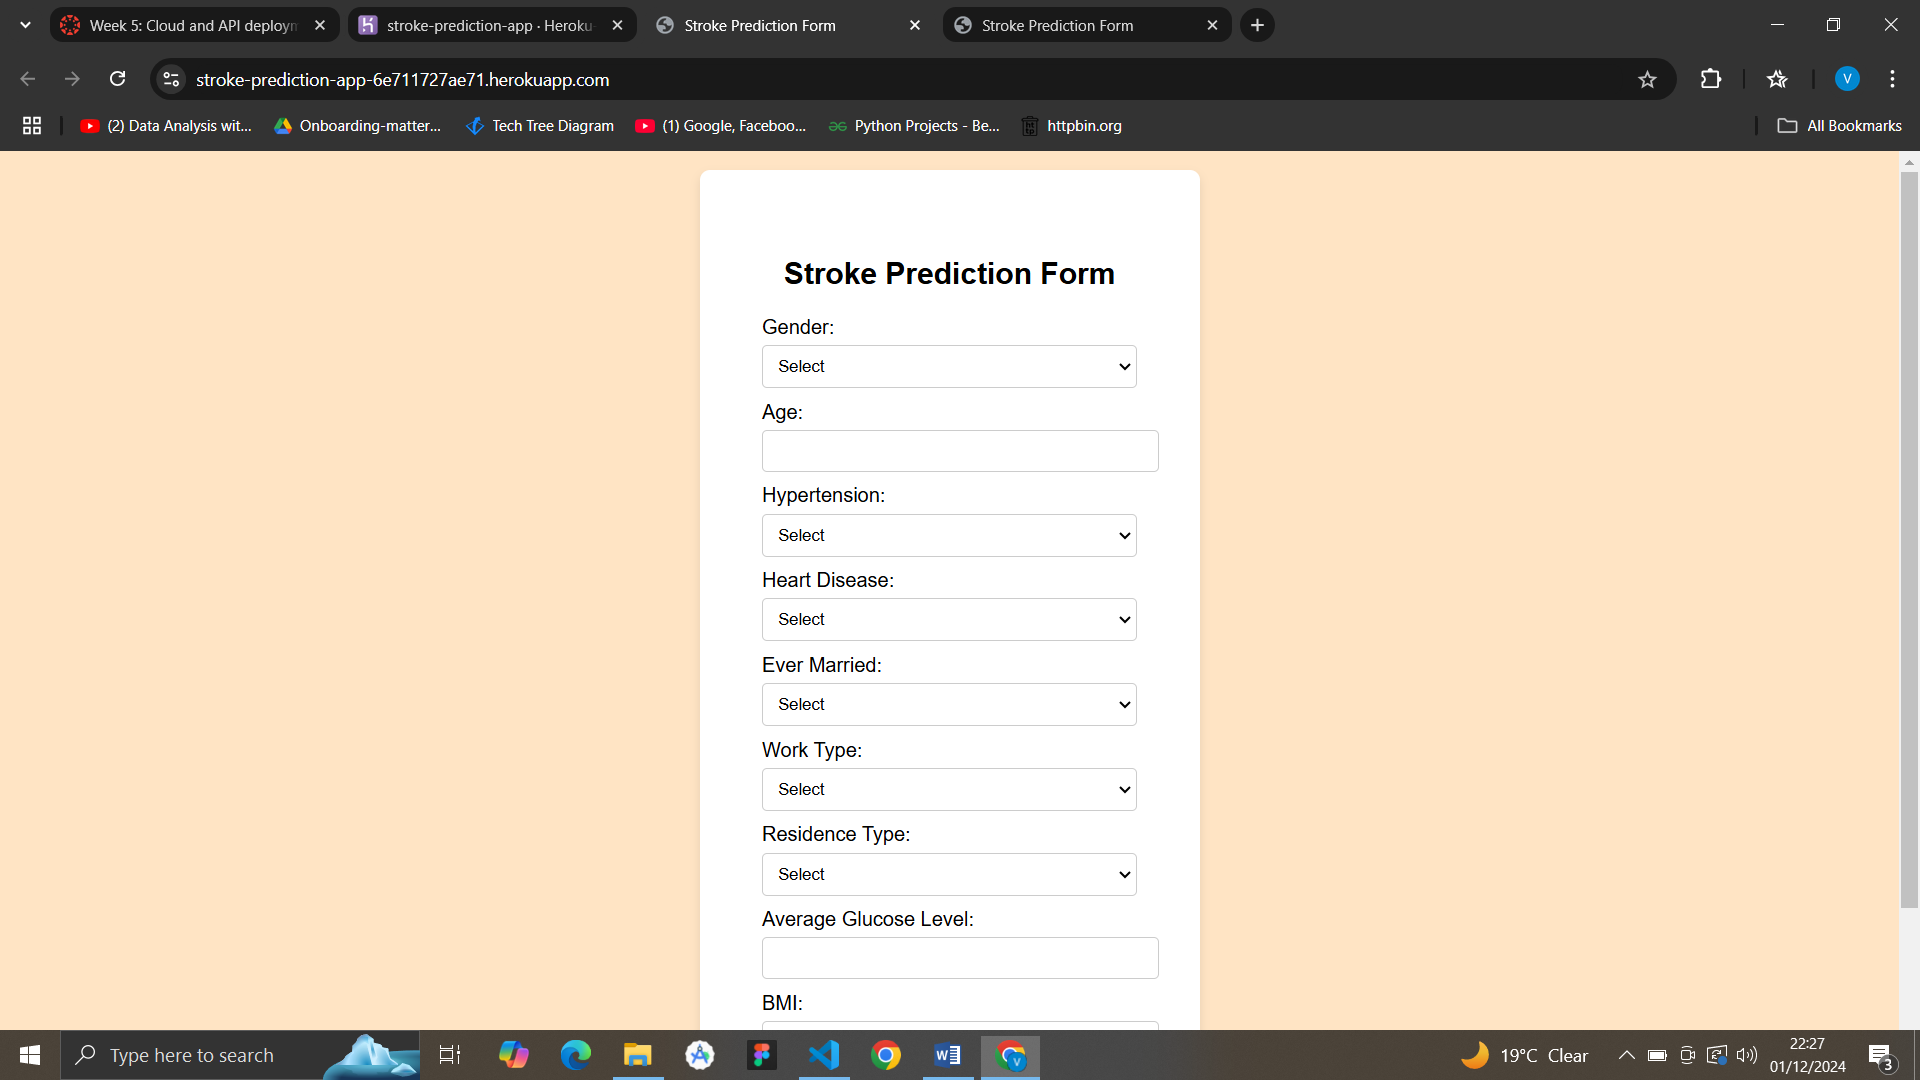 Week 5: Cloud and API deploym
stroke-prediction-app · Heroku
Stroke Prediction Form
Stroke Prediction Form
stroke-prediction-app-6e711727ae71.herokuapp.com
V
(2) Data Analysis wit...
Onboarding-matter...
Tech Tree Diagram
(1) Google, Faceboo...
Python Projects - Be...
httpbin.org
All Bookmarks
Stroke Prediction Form
Gender:
Select
Age:
Hypertension:
Select
Heart Disease:
Select
Ever Married:
Select
Work Type:
Select
Residence Type:
Select
Average Glucose Level:
BMI:
Type here to search
19°C Clear
22:27
01/12/2024
3